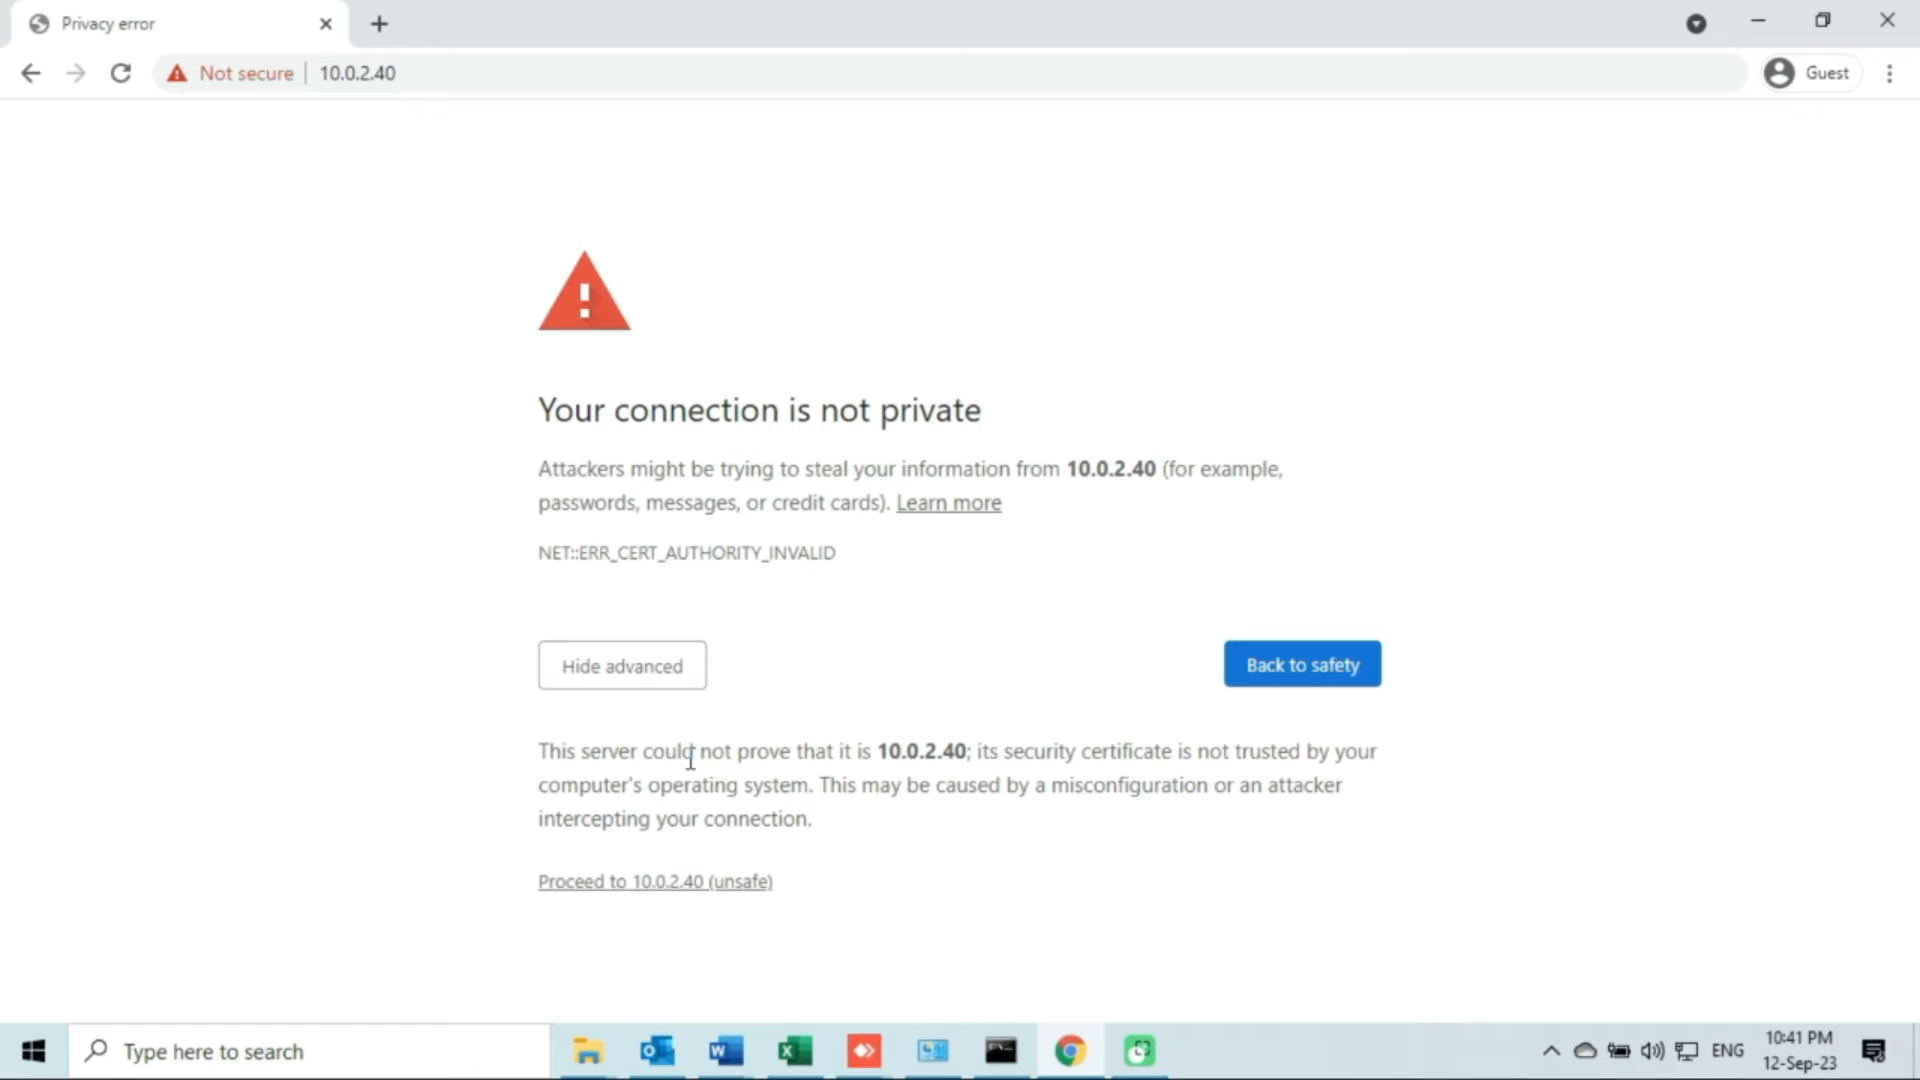 Privacy error
Not secure
10.0.2.40
Guest
Your connection is not private
Attackers might be trying to steal your information from 10.0.2.40 (for example,
passwords, messages, or credit cards). Learn more
NET::ERR_CERT_AUTHORITY_INVALID
Hide advanced
Back to safety
This server could not prove that it is 10.0.2.40; its security certificate is not trusted by your
computer's operating system. This may be caused by a misconfiguration or an attacker
intercepting your connection.
Proceed to 10.0.2.40 (unsafe)
Type here to search
ENG
10:41 PM
12-Sep-23